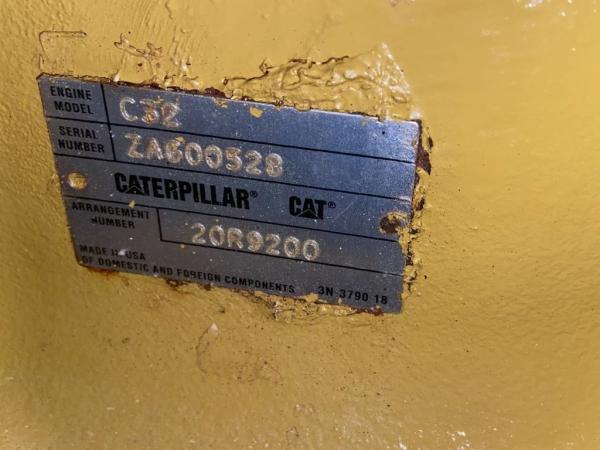 ENGINE MODEL C32
SERIAL NUMBER ZA600528
CATERPILLAR® CAT®
ARRANGEMENT NUMBER 20R9200
MADE IN USA
OF DOMESTIC AND FOREIGN COMPONENTS 3N 3790 18